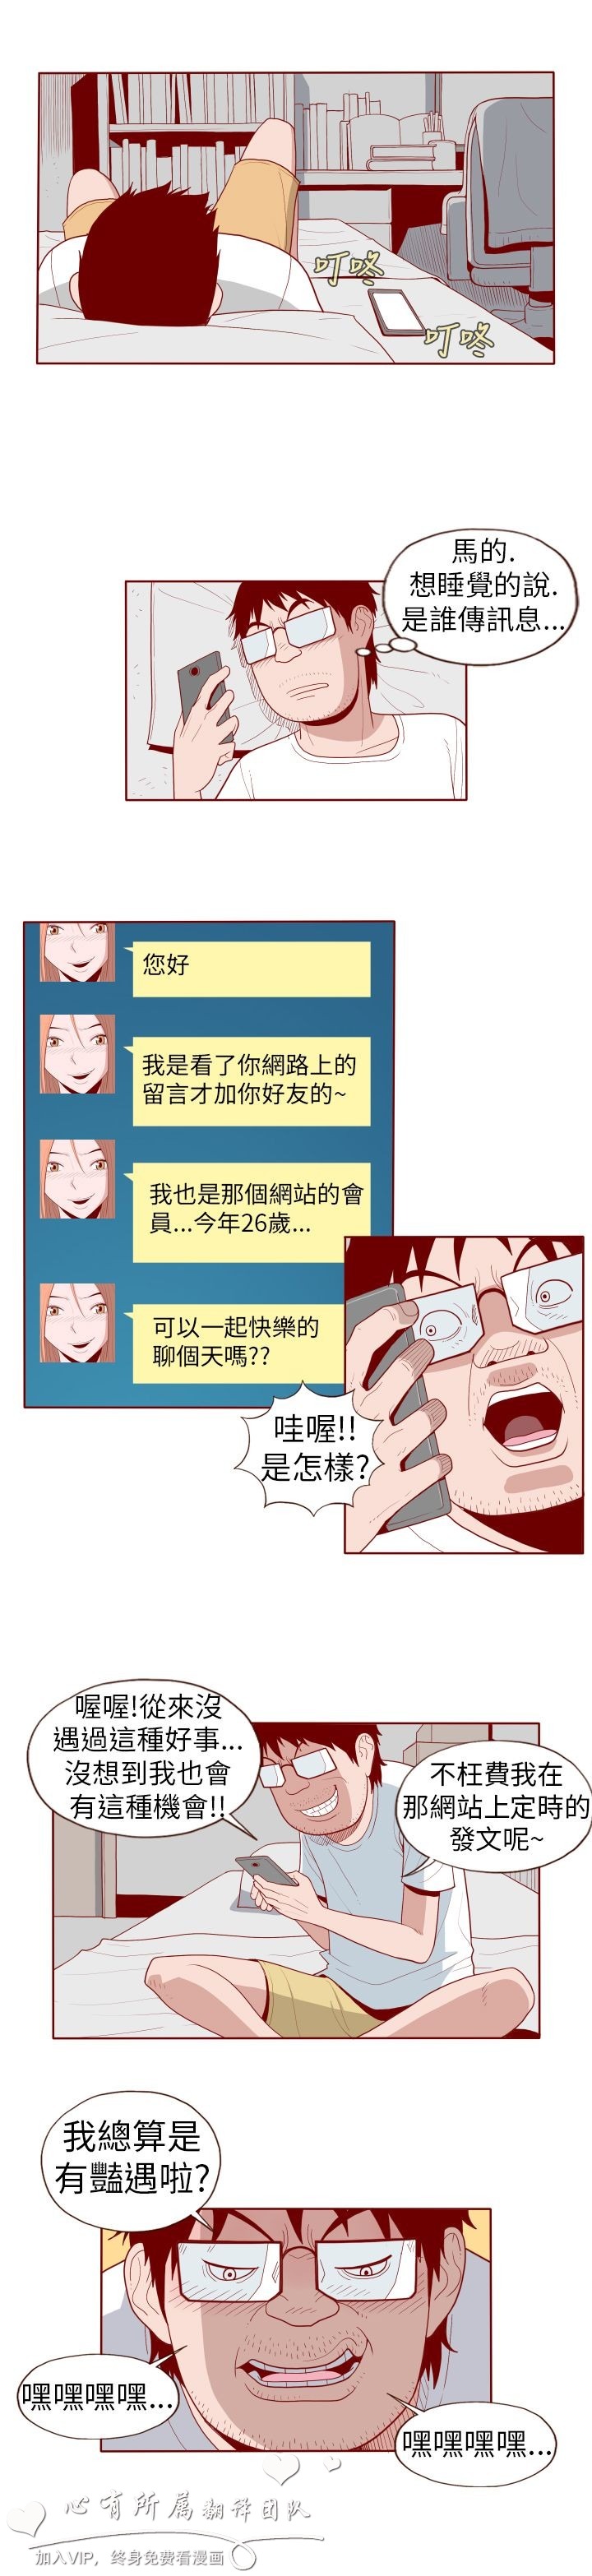 叮咚
叮咚
馬的.
想睡覺的說.
是誰傳訊息...
您好
我是看了你網路上的
留言才加你好友的~
我也是那個網站的會
員...今年26歲...
可以一起快樂的
聊個天嗎??
哇喔!!
是怎樣?
喔喔!從來沒
遇過這種好事...
沒想到我也會
有這種機會!!
不枉費我在
那網站上定時的
發文呢~
我總算是
有豔遇啦?
嘿嘿嘿嘿...
嘿嘿嘿嘿...
心有所属翻译团队
加入VIP，终身免费看漫画